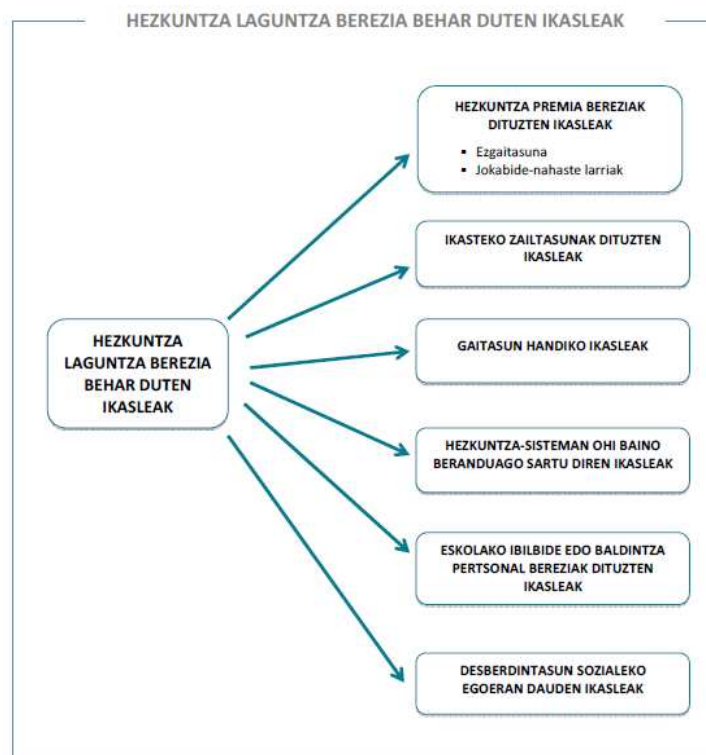 HEZKUNTZA LAGUNTZA BEREZIA BEHAR DUTEN IKASLEAK
HEZKUNTZA LAGUNTZA BEREZIA
BEHAR DUTEN
IKASLEAK
HEZKUNTZA PREMIA BEREZIAK
DITUZTEN IKASLEAK
▪ Ezgaitasuna
▪ Jokabide-nahaste larriak
IKASTEKO ZAILTASUNAK DITUZTEN
IKASLEAK
GAITASUN HANDIKO IKASLEAK
HEZKUNTZA-SISTEMAN OHI BAINO
BERANDUAGO SARTU DIREN IKASLEAK
ESKOLAKO IBILBIDE EDO BALDINTZA
PERTSONAL BEREZIAK DITUZTEN
IKASLEAK
DESBERDINTASUN SOZIALEKO
EGOERAN DAUDEN IKASLEAK